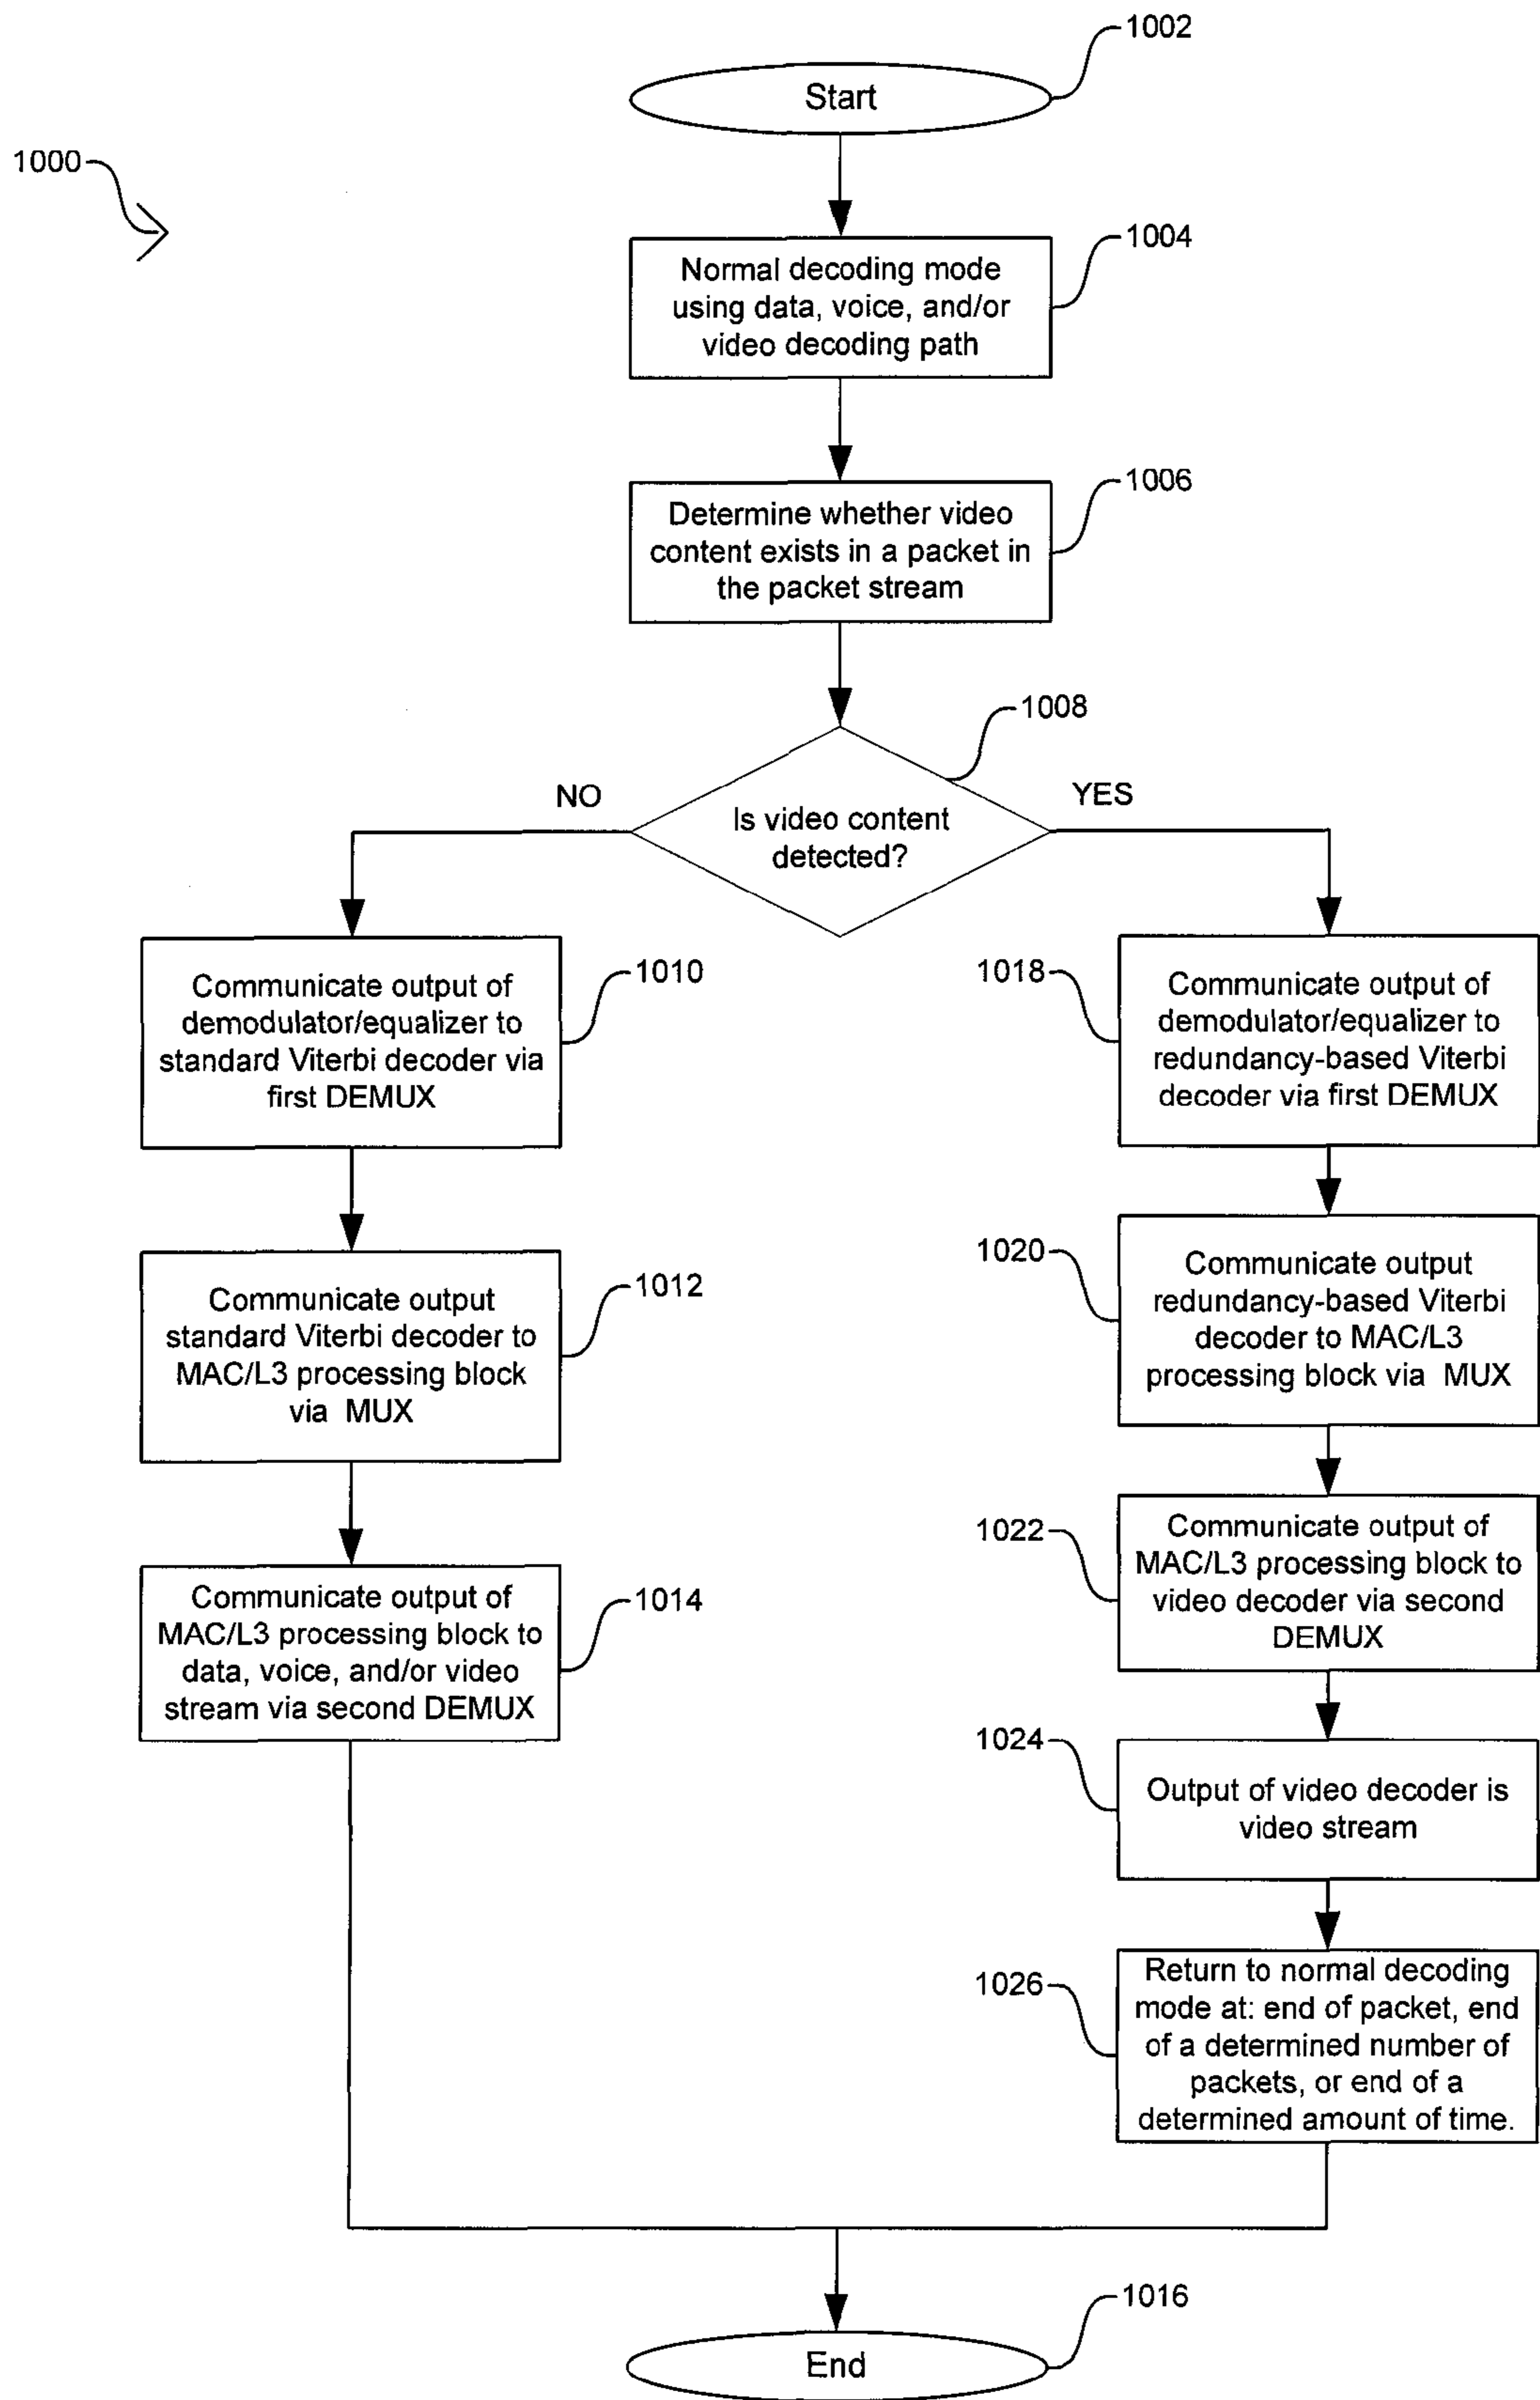 1002
Start
1000
1004
Normal decoding mode
using data, voice, and/or
video decoding path
1006
Determine whether video
content exists in a packet in
the packet stream
1008
NO
YES
Is video content
detected?
1010
Communicate output of
demodulator/equalizer to
standard Viterbi decoder via
first DEMUX
1012
Communicate output
standard Viterbi decoder to
MAC/L3 processing block
via MUX
1014
Communicate output of
MAC/L3 processing block to
data, voice, and/or video
stream via second DEMUX
1018
Communicate output of
demodulator/equalizer to
redundancy-based Viterbi
decoder via first DEMUX
1020
Communicate output
redundancy-based Viterbi
decoder to MAC/L3
processing block via MUX
1022
Communicate output of
MAC/L3 processing block to
video decoder via second
DEMUX
1024
Output of video decoder is
video stream
1026
Return to normal decoding
mode at: end of packet, end
of a determined number of
packets, or end of a
determined amount of time.
1016
End